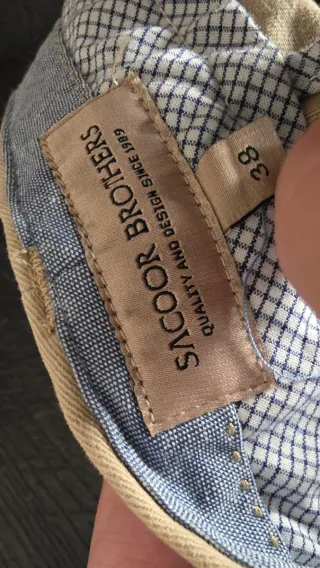 SACOOR BROTHERS
QUALITY AND DESIGN SINCE 1989
38